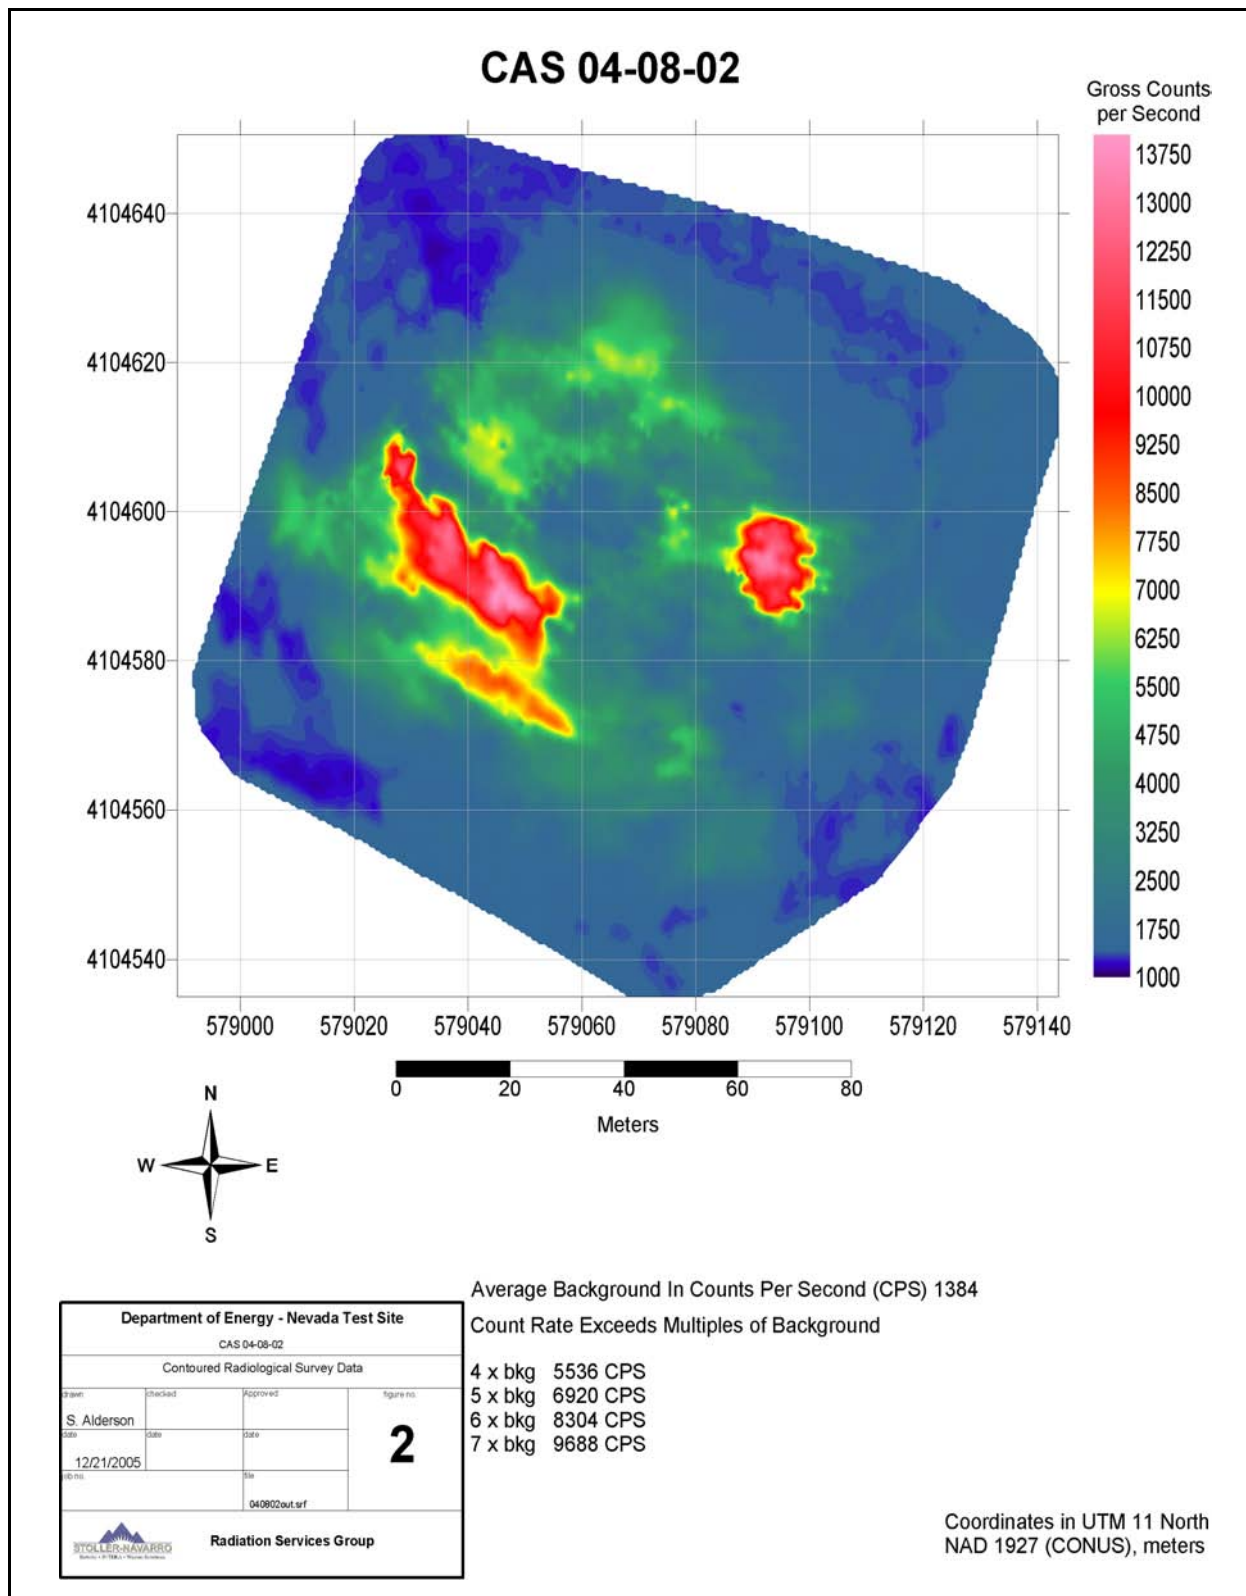 CAS 04-08-02
Gross Counts
per Second
13750
13000
12250
11500
10750
10000
9250
8500
7750
7000
6250
5500
4750
4000
3250
2500
1750
1000
4104640
4104620
4104600
4104580
4104560
4104540
579000 579020 579040 579060 579080 579100 579120 579140
0 20 40 60 80
Meters
N
W E
S
Average Background In Counts Per Second (CPS) 1384
Count Rate Exceeds Multiples of Background
4 x bkg 5536 CPS
5 x bkg 6920 CPS
6 x bkg 8304 CPS
7 x bkg 9688 CPS
Department of Energy - Nevada Test Site
CAS 04-08-02
Contoured Radiological Survey Data
drawn checked Approved figure no.
S. Alderson
2
date date date
12/21/2005
job no. file
040802out.srf
STOLLER-NAVARRO
Radiation Services Group
Coordinates in UTM 11 North
NAD 1927 (CONUS), meters